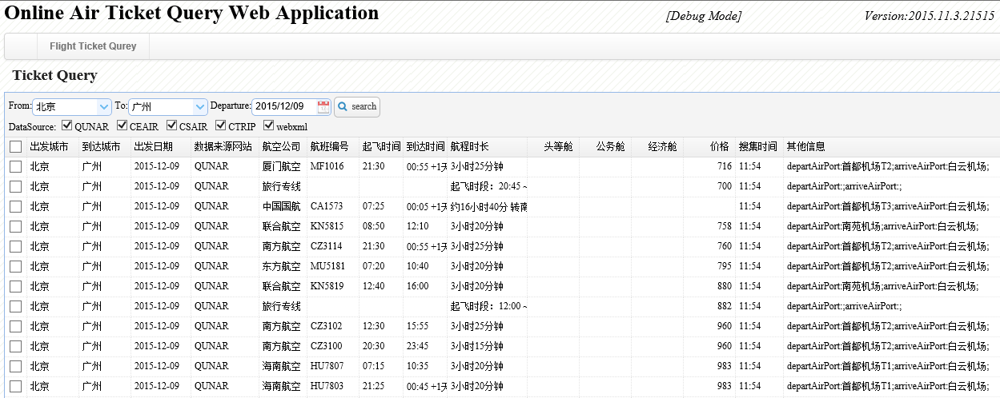 Online Air Ticket Query Web Application [Debug Mode] Version:2015.11.3.21515
Flight Ticket Qurey
Ticket Query
From: 北京 To: 广州 Departure: 2015/12/09 search
DataSource: QUNAR CEAIR CSAIR CTRIP webxml
出发城市 到达城市 出发日期 数据来源网站 航空公司 航班编号 起飞时间 到达时间 航程时长 头等舱 公务舱 经济舱 价格 搜集时间 其他信息
北京 广州 2015-12-09 QUNAR 厦门航空 MF1016 21:30 00:55 +1天 3小时25分钟 716 11:54 departAirPort:首都机场T2;arriveAirPort:白云机场;
北京 广州 2015-12-09 QUNAR 旅行专线 起飞时段：20:45～ 700 11:54 departAirPort:;arriveAirPort:;
北京 广州 2015-12-09 QUNAR 中国国航 CA1573 07:25 00:05 +1天 约16小时40分 转南 11:54 departAirPort:首都机场T3;arriveAirPort:白云机场;
北京 广州 2015-12-09 QUNAR 联合航空 KN5815 08:50 12:10 3小时20分钟 758 11:54 departAirPort:南苑机场;arriveAirPort:白云机场;
北京 广州 2015-12-09 QUNAR 南方航空 CZ3114 21:30 00:55 +1天 3小时25分钟 760 11:54 departAirPort:首都机场T2;arriveAirPort:白云机场;
北京 广州 2015-12-09 QUNAR 东方航空 MU5181 07:20 10:40 3小时20分钟 795 11:54 departAirPort:首都机场T2;arriveAirPort:白云机场;
北京 广州 2015-12-09 QUNAR 联合航空 KN5819 12:40 16:00 3小时20分钟 880 11:54 departAirPort:南苑机场;arriveAirPort:白云机场;
北京 广州 2015-12-09 QUNAR 旅行专线 起飞时段：12:00～ 882 11:54 departAirPort:;arriveAirPort:;
北京 广州 2015-12-09 QUNAR 南方航空 CZ3102 12:30 15:55 3小时25分钟 960 11:54 departAirPort:首都机场T2;arriveAirPort:白云机场;
北京 广州 2015-12-09 QUNAR 南方航空 CZ3100 20:30 23:45 3小时15分钟 960 11:54 departAirPort:首都机场T2;arriveAirPort:白云机场;
北京 广州 2015-12-09 QUNAR 海南航空 HU7807 07:15 10:35 3小时20分钟 983 11:54 departAirPort:首都机场T1;arriveAirPort:白云机场;
北京 广州 2015-12-09 QUNAR 海南航空 HU7803 21:25 00:45 +1天 3小时20分钟 983 11:54 departAirPort:首都机场T1;arriveAirPort:白云机场;